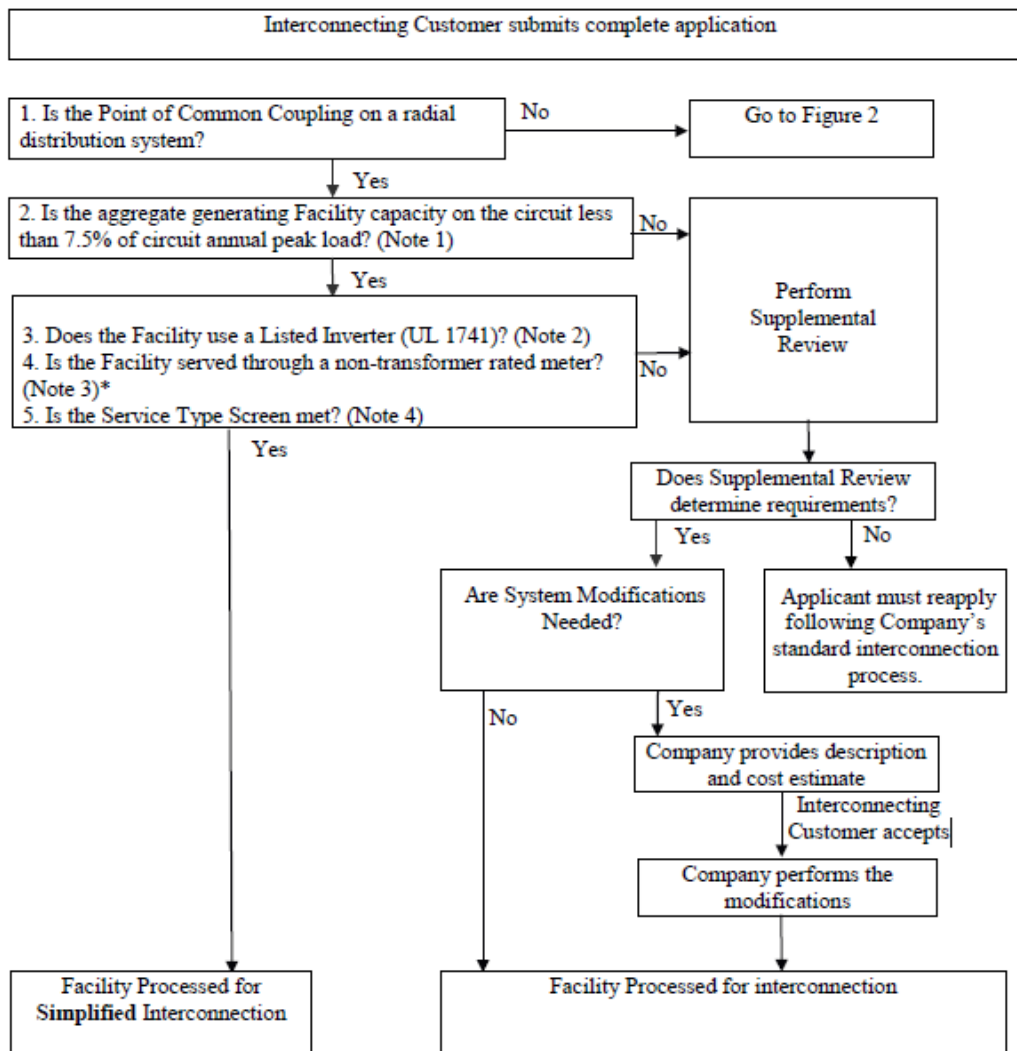 Interconnecting Customer submits complete application
1. Is the Point of Common Coupling on a radial
distribution system?
No
Go to Figure 2
Yes
2. Is the aggregate generating Facility capacity on the circuit less
than 7.5% of circuit annual peak load? (Note 1)
No
Yes
Perform
Supplemental
Review
3. Does the Facility use a Listed Inverter (UL 1741)? (Note 2)
4. Is the Facility served through a non-transformer rated meter?
(Note 3)*
5. Is the Service Type Screen met? (Note 4)
No
Yes
Does Supplemental Review
determine requirements?
Yes
No
Are System Modifications
Needed?
Applicant must reapply
following Company’s
standard interconnection
process.
No
Yes
Company provides description
and cost estimate
Interconnecting
Customer accepts
Company performs the
modifications
Facility Processed for
Simplified Interconnection
Facility Processed for interconnection